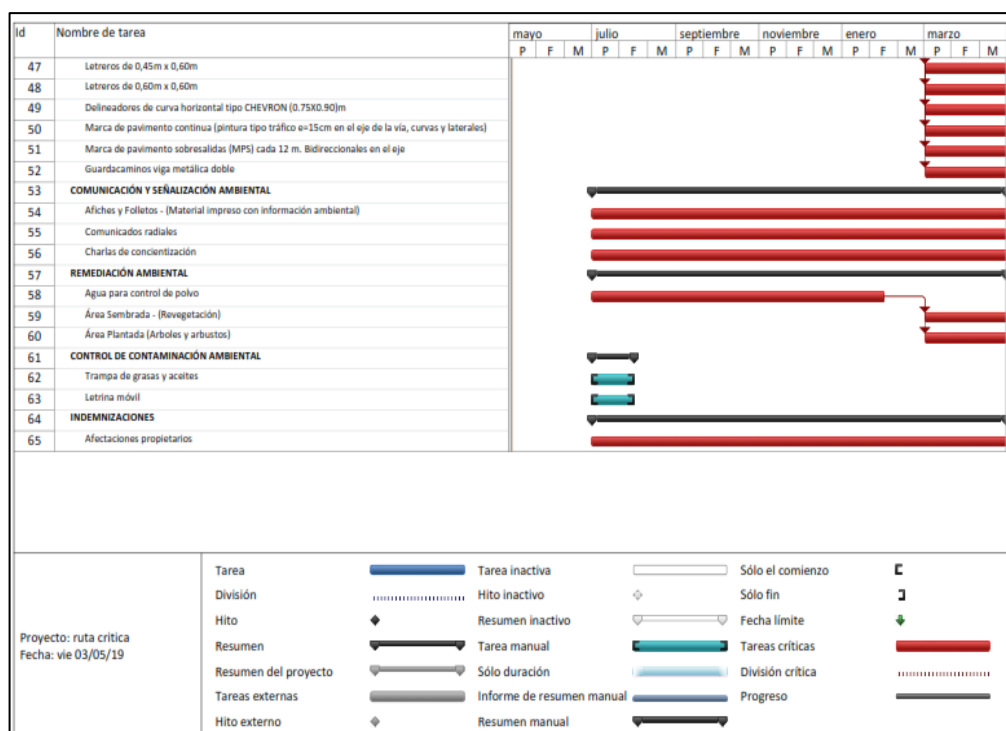 Id Nombre de tarea mayo julio septiembre noviembre enero marzo
P F M P F M P F M P F M P F M P F M
47 Letreros de 0,45m x 0,60m
48 Letreros de 0,60m x 0,60m
49 Delineadores de curva horizontal tipo CHEVRON (0.75X0.90)m
50 Marca de pavimento continua (pintura tipo tráfico e=15cm en el eje de la vía, curvas y laterales)
51 Marca de pavimento sobresalidas (MPS) cada 12 m. Bidireccionales en el eje
52 Guardacaminos viga metálica doble
53 COMUNICACIÓN Y SEÑALIZACIÓN AMBIENTAL
54 Afiches y Folletos - (Material impreso con información ambiental)
55 Comunicados radiales
56 Charlas de concientización
57 REMEDIACIÓN AMBIENTAL
58 Agua para control de polvo
59 Área Sembrada - (Revegetación)
60 Área Plantada (Arboles y arbustos)
61 CONTROL DE CONTAMINACIÓN AMBIENTAL
62 Trampa de grasas y aceites
63 Letrina móvil
64 INDEMNIZACIONES
65 Afectaciones propietarios
Proyecto: ruta critica
Fecha: vie 03/05/19
Tarea
División
Hito
Resumen
Resumen del proyecto
Tareas externas
Hito externo
Tarea inactiva
Hito inactivo
Resumen inactivo
Tarea manual
Sólo duración
Informe de resumen manual
Resumen manual
Sólo el comienzo
Sólo fin
Fecha límite
Tareas críticas
División crítica
Progreso